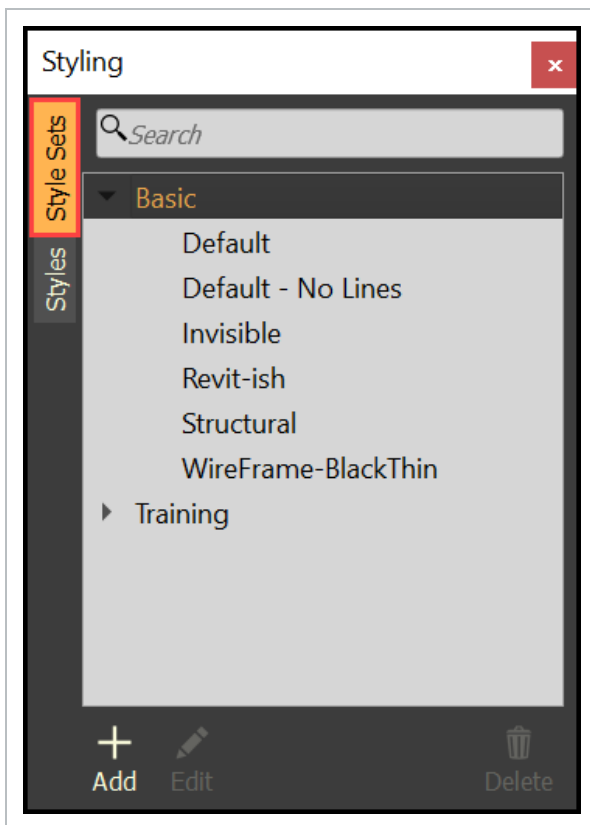 Styling
x
Style Sets
Styles
Search
Basic
Default
Default - No Lines
Invisible
Revit-ish
Structural
WireFrame-BlackThin
Training
Add
Edit
Delete